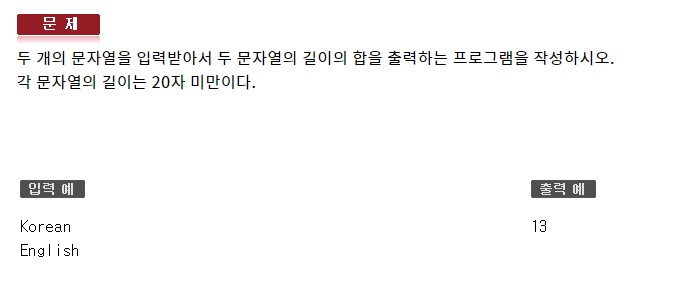 문 제
두 개의 문자열을 입력받아서 두 문자열의 길이의 합을 출력하는 프로그램을 작성하시오.
각 문자열의 길이는 20자 미만이다.
입력 예
출력 예
Korean
13
English